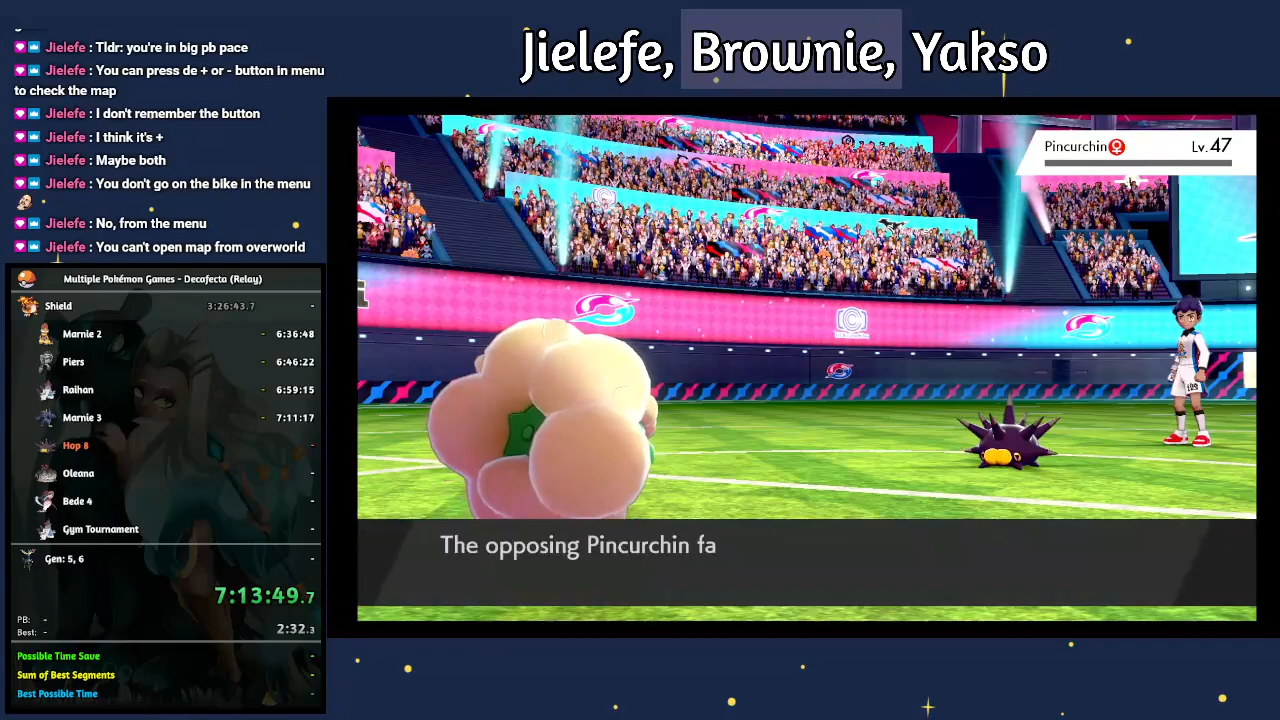 Jielefe : Tldr: you're in big pb pace
Jielefe : You can press de + or - button in menu
to check the map
Jielefe : I don't remember the button
Jielefe : I think it's +
Jielefe : Maybe both
Jielefe : You don't go on the bike in the menu
Jielefe : No, from the menu
Jielefe : You can't open map from overworld
Jielefe, Brownie, Yakso
Pincurchin Lv. 47
The opposing Pincurchin fa
Multiple Pokémon Games - Decafecta (Relay)
Shield 3:26:43.7 -
Marnie 2 - 6:36:48
Piers - 6:46:22
Raihan - 6:59:15
Marnie 3 - 7:11:17
Hop 8 -
Oleana -
Bede 4 -
Gym Tournament -
Gen: 5, 6 -
7:13:49.7
PB: -
Best: -
2:32.3
Possible Time Save -
Sum of Best Segments -
Best Possible Time -